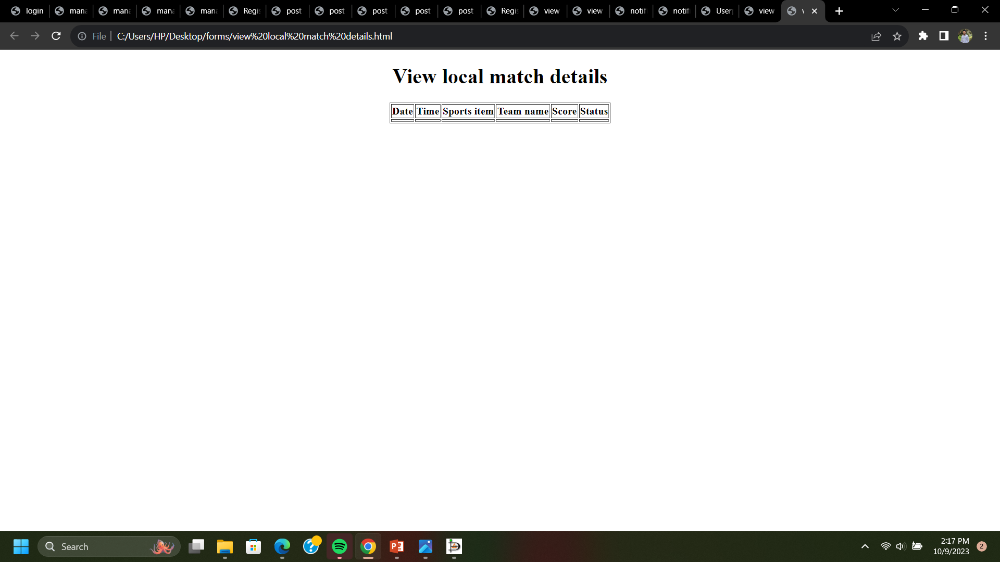 login mana mana mana mana Regis post post post post post Regis view view notifi notifi User view
File C:/Users/HP/Desktop/forms/view%20local%20match%20details.html
View local match details
Date Time Sports item Team name Score Status
Search
2:17 PM
10/9/2023
2